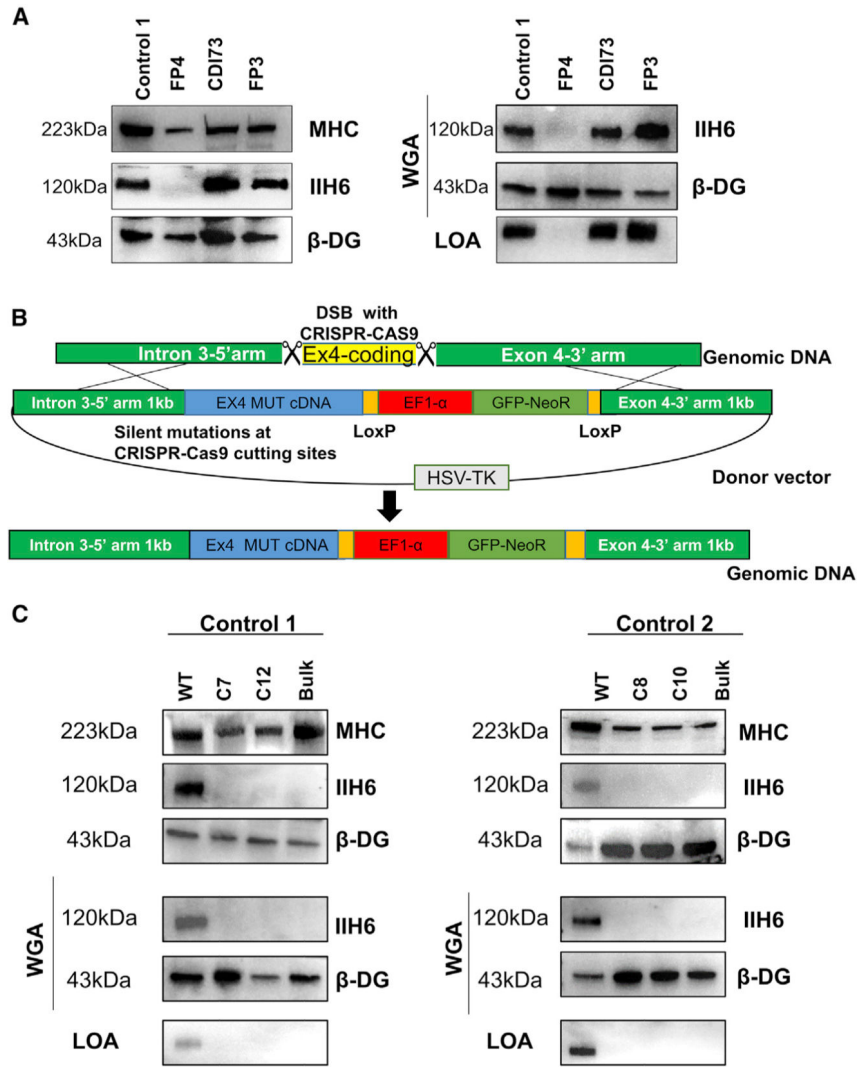 A
Control 1
FP4
CDI73
FP3
223kDa
MHC
120kDa
IIH6
43kDa
β-DG
Control 1
FP4
CDI73
FP3
WGA
120kDa
IIH6
43kDa
β-DG
LOA
B
DSB with
CRISPR-CAS9
Intron 3-5'arm
Ex4-coding
Exon 4-3' arm
Genomic DNA
Intron 3-5' arm 1kb
EX4 MUT cDNA
EF1-α
GFP-NeoR
Exon 4-3' arm 1kb
Silent mutations at
CRISPR-Cas9 cutting sites
LoxP
LoxP
HSV-TK
Donor vector
Intron 3-5' arm 1kb
Ex4 MUT cDNA
EF1-α
GFP-NeoR
Exon 4-3' arm 1kb
Genomic DNA
C
Control 1
WT
C7
C12
Bulk
223kDa
MHC
120kDa
IIH6
43kDa
β-DG
WGA
120kDa
IIH6
43kDa
β-DG
LOA
Control 2
WT
C8
C10
Bulk
223kDa
MHC
120kDa
IIH6
43kDa
β-DG
WGA
120kDa
IIH6
43kDa
β-DG
LOA